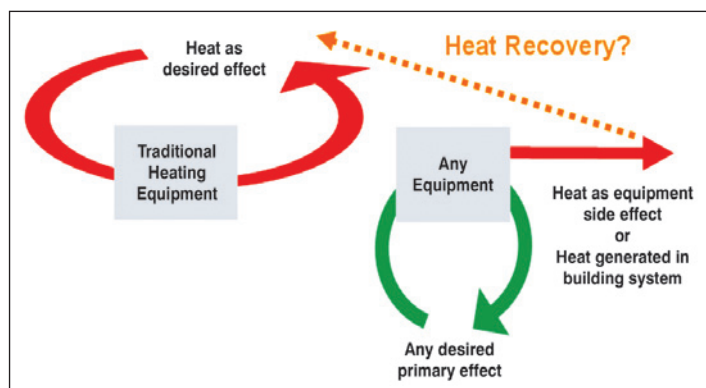 Heat as
desired effect
Heat Recovery?
Traditional
Heating
Equipment
Any
Equipment
Heat as equipment
side effect
or
Heat generated in
building system
Any desired
primary effect